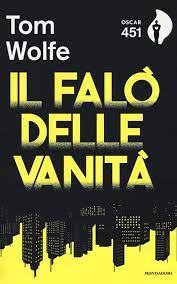 Tom
Wolfe
OSCAR
451
IL FALÒ
DELLE
VANITÀ
MONDADORI